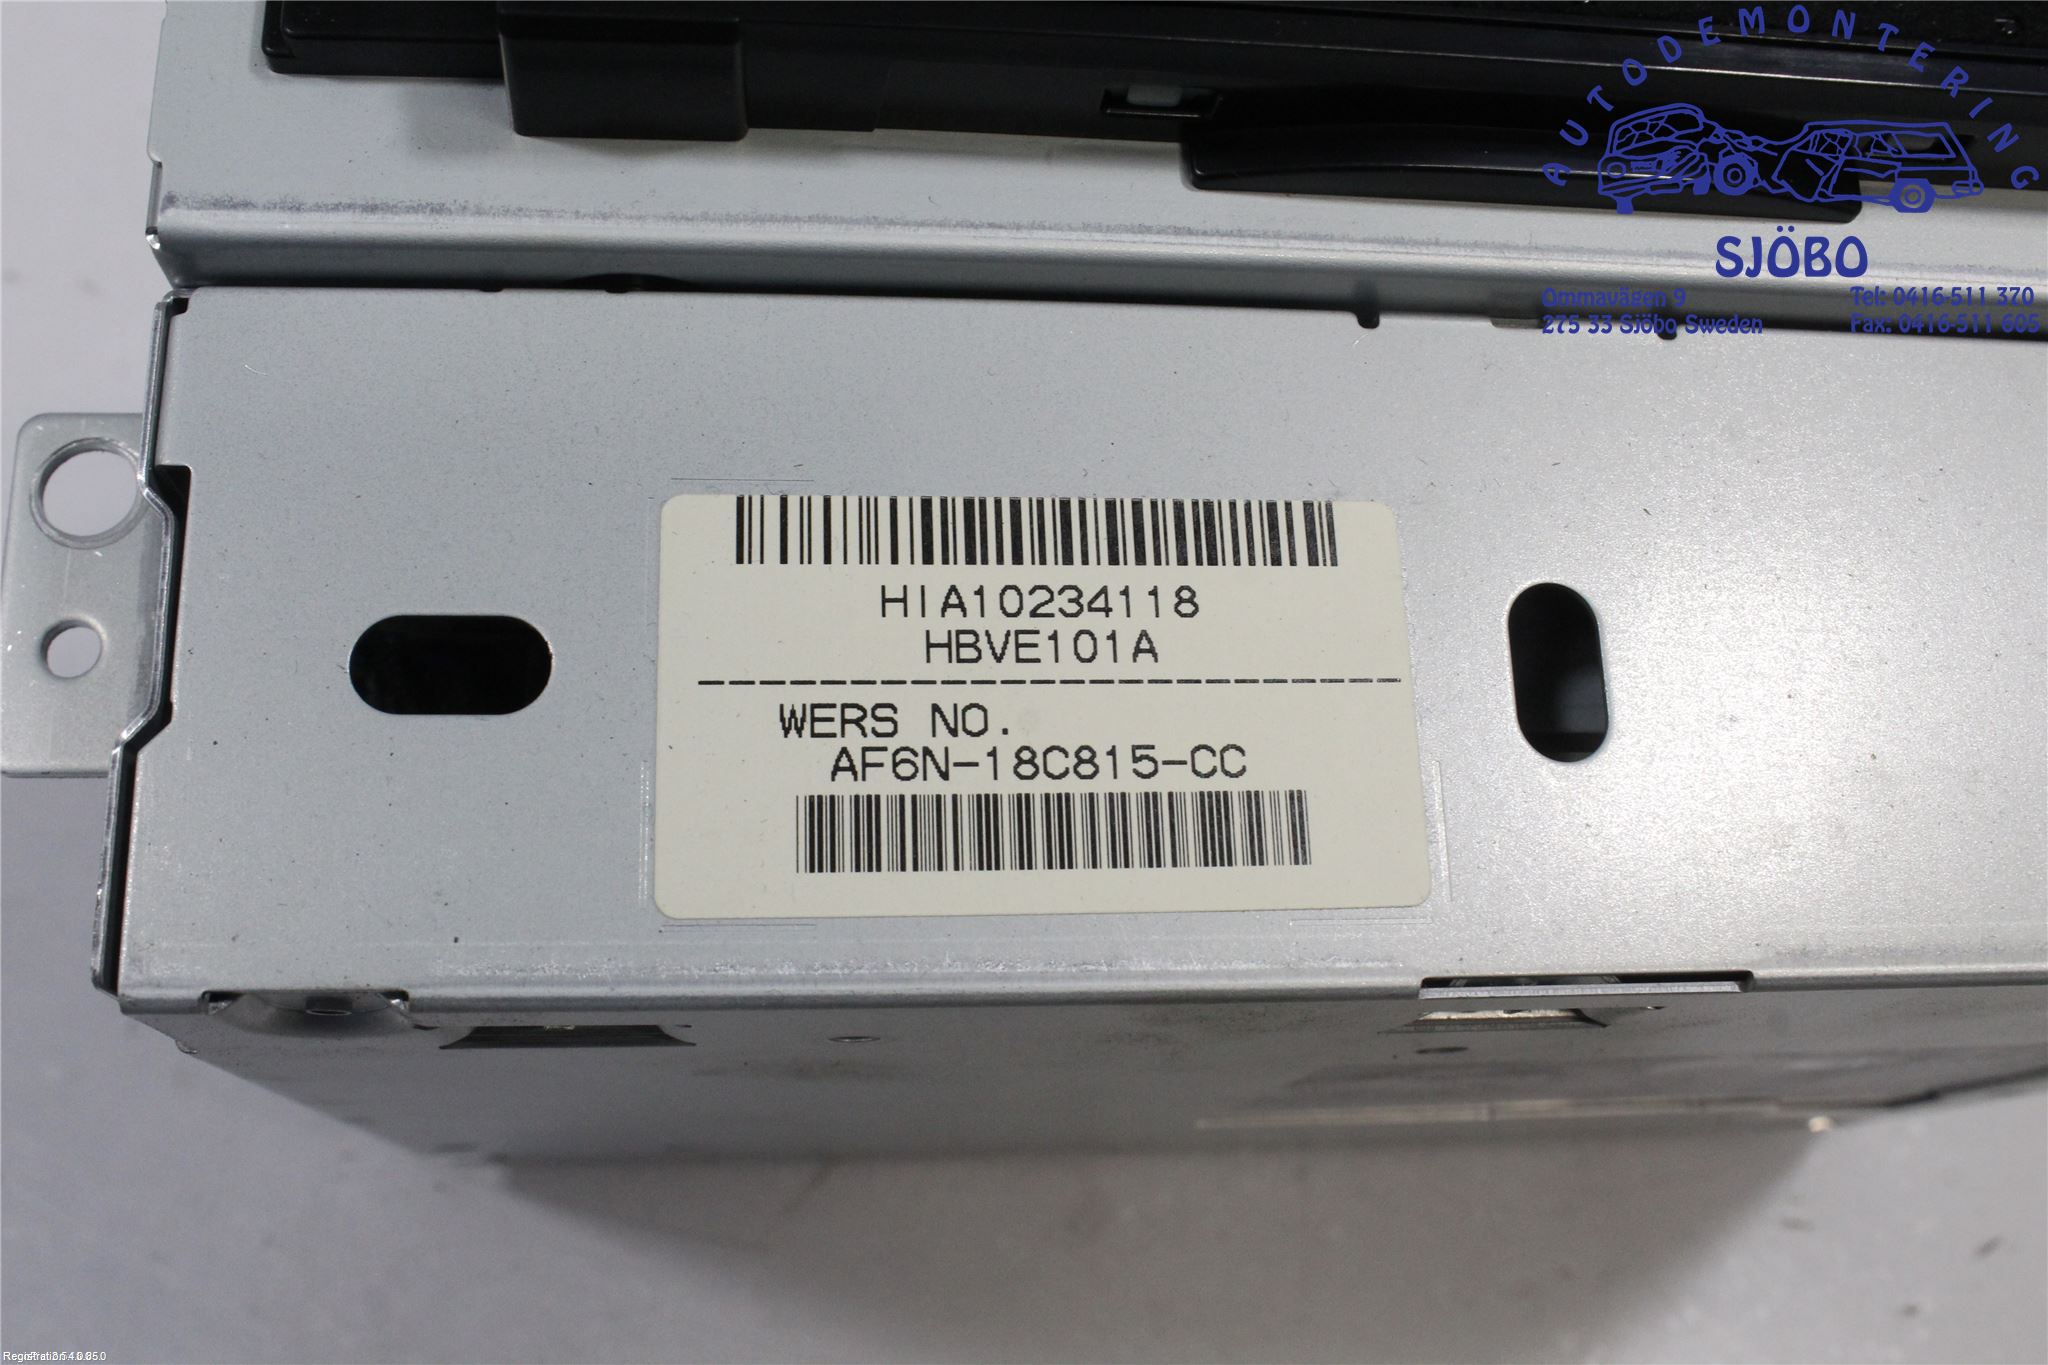 AUTODEMONTERING
SJÖBO
Ommavägen 9
275 33 Sjöbo Sweden
Tel: 0416-511 370
Fax: 0416-511 605
HIA10234118
HBVE101A
WERS NO.
AF6N-18C815-CC